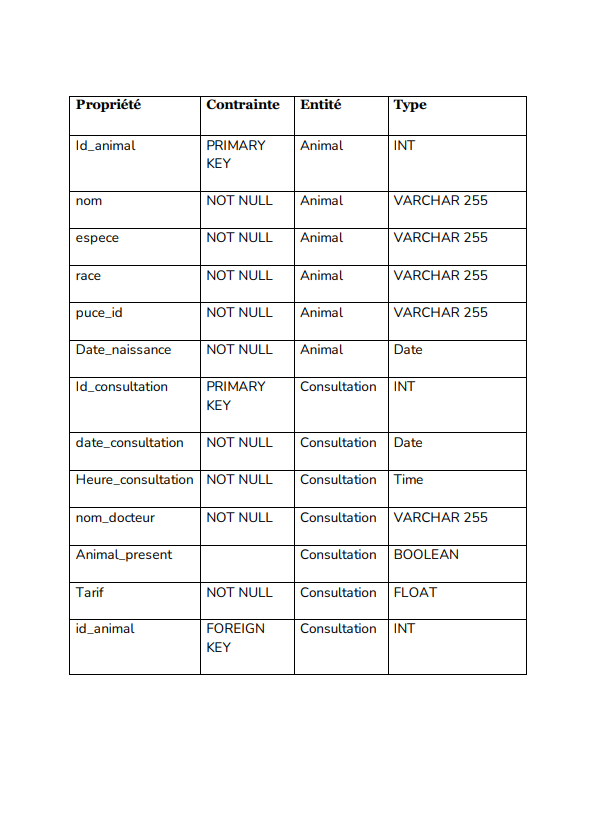 Propriété Contrainte Entité Type
Id_animal PRIMARY KEY Animal INT
nom NOT NULL Animal VARCHAR 255
espece NOT NULL Animal VARCHAR 255
race NOT NULL Animal VARCHAR 255
puce_id NOT NULL Animal VARCHAR 255
Date_naissance NOT NULL Animal Date
Id_consultation PRIMARY KEY Consultation INT
date_consultation NOT NULL Consultation Date
Heure_consultation NOT NULL Consultation Time
nom_docteur NOT NULL Consultation VARCHAR 255
Animal_present Consultation BOOLEAN
Tarif NOT NULL Consultation FLOAT
id_animal FOREIGN KEY Consultation INT